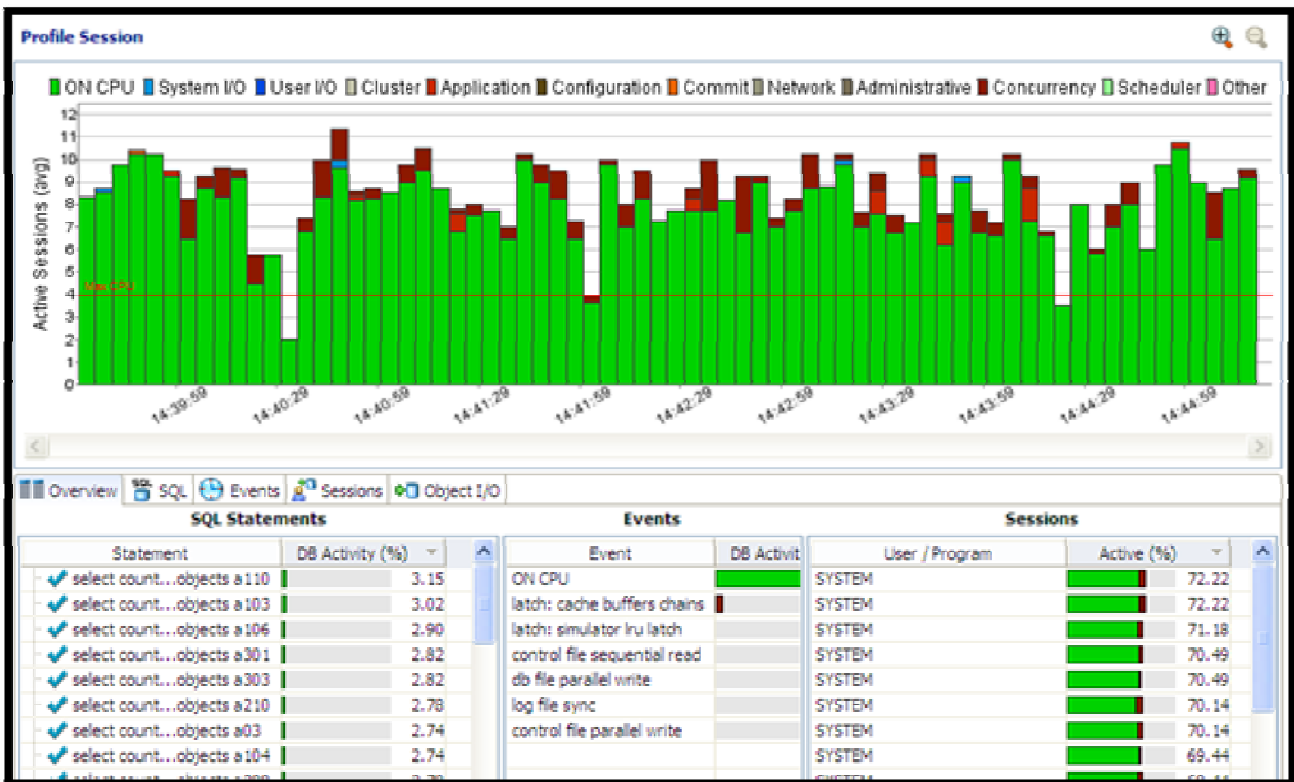 Profile Session
ON CPU System I/O User I/O Cluster Application Configuration Commit Network Administrative Concurrency Scheduler Other
Active Sessions (avg)
12
11
10
9
8
7
6
5
4
3
2
1
0
Max CPU
14:39:59 14:40:29 14:40:59 14:41:29 14:41:59 14:42:29 14:42:59 14:43:29 14:43:59 14:44:29 14:44:59
Overview SQL Events Sessions Object I/O
SQL Statements Events Sessions
Statement DB Activity (%) Event DB Activit User / Program Active (%)
select count...objects a110 3.15 ON CPU SYSTEM 72.22
select count...objects a103 3.02 latch: cache buffers chains SYSTEM 72.22
select count...objects a106 2.90 latch: simulator lru latch SYSTEM 71.18
select count...objects a301 2.82 control file sequential read SYSTEM 70.49
select count...objects a303 2.82 db file parallel write SYSTEM 70.49
select count...objects a210 2.78 log file sync SYSTEM 70.14
select count...objects a03 2.74 control file parallel write SYSTEM 70.14
select count...objects a104 2.74 SYSTEM 69.44